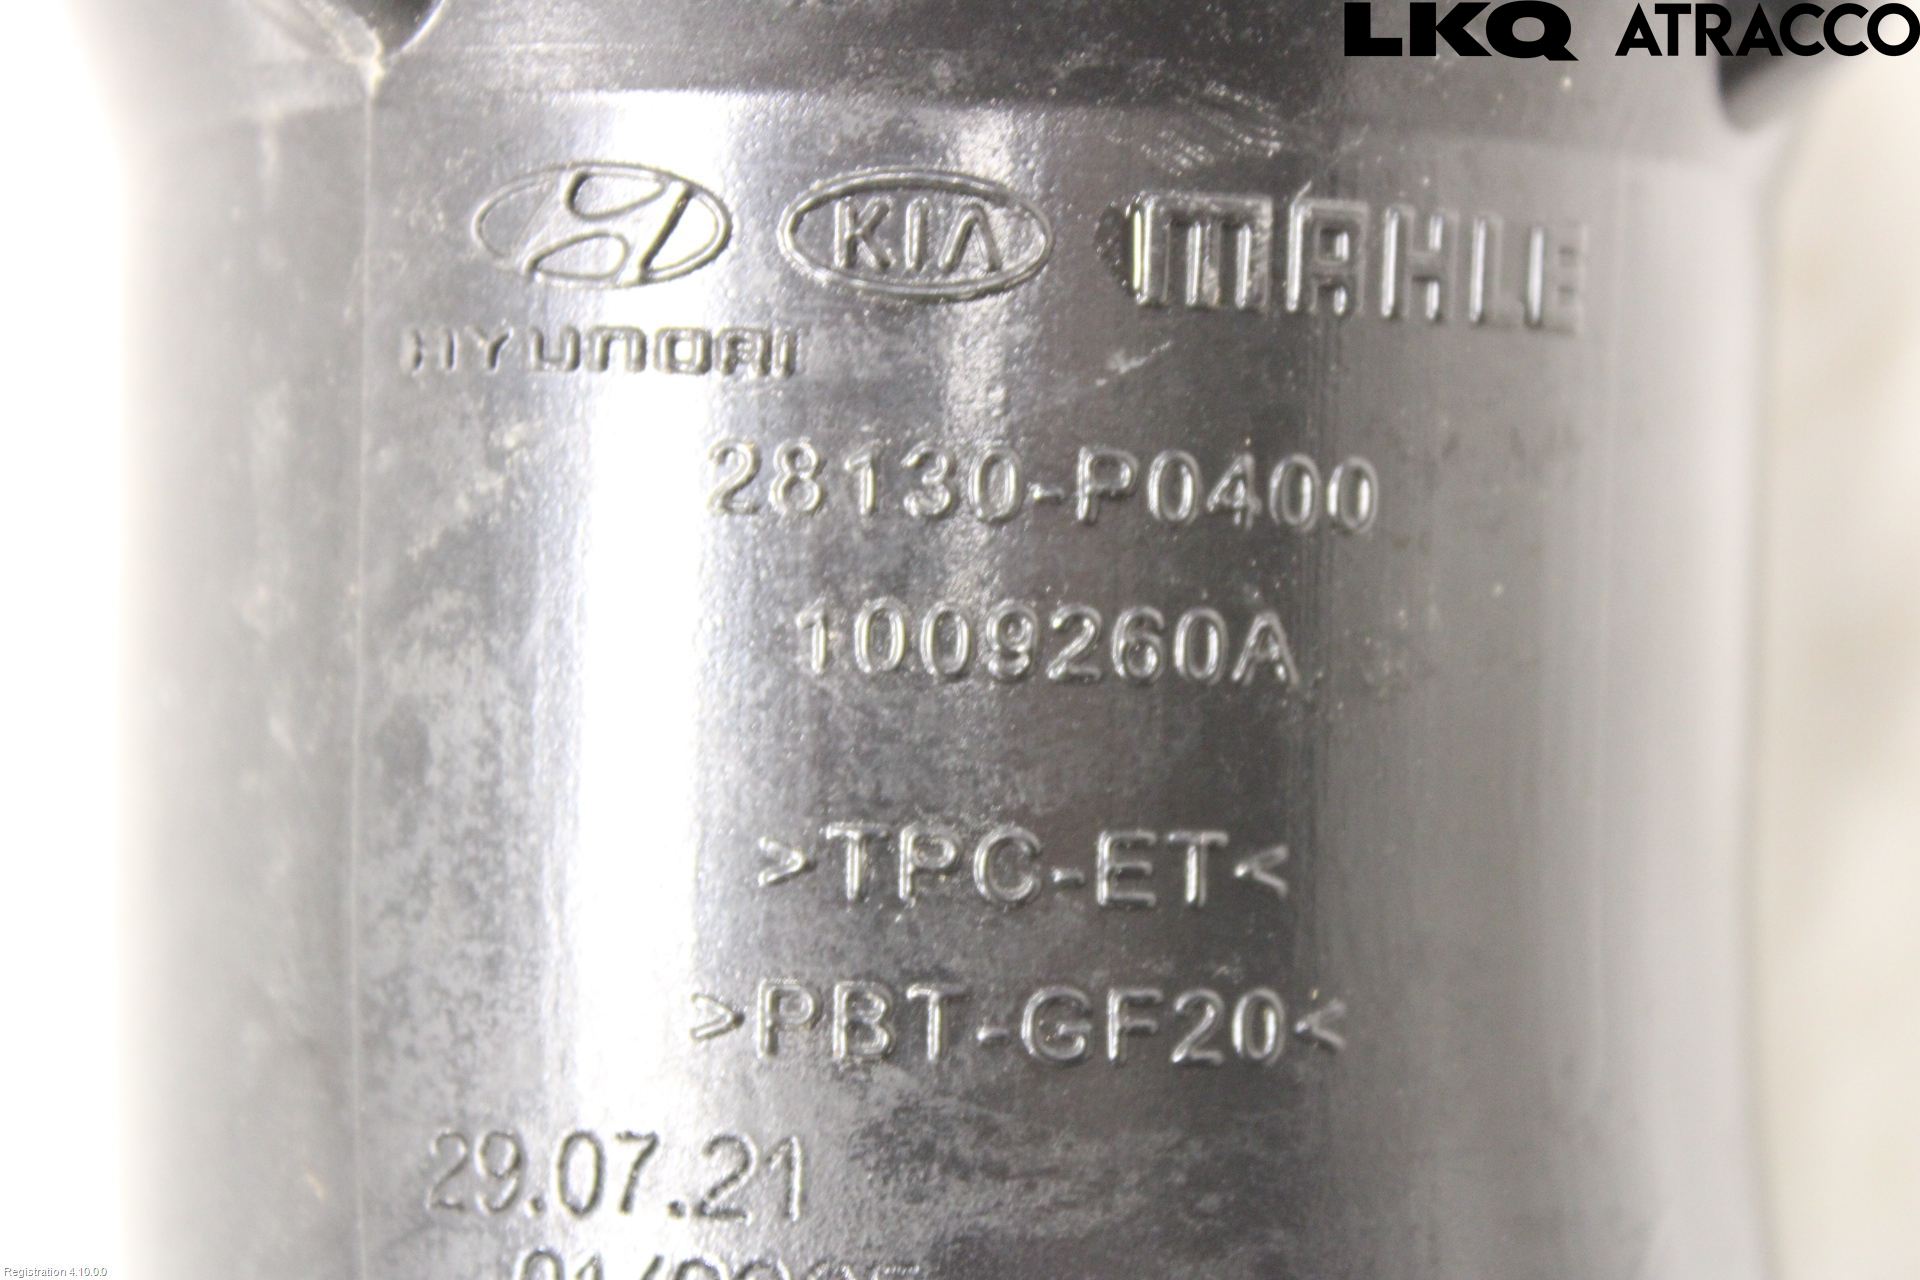 LKQ ATRACCO
KIA MAHLE
HYUNDAI
28130-P0400
1009260A
>TPC-ET<
>PBT-GF20<
29.07.21
Registration 4.10.0.0